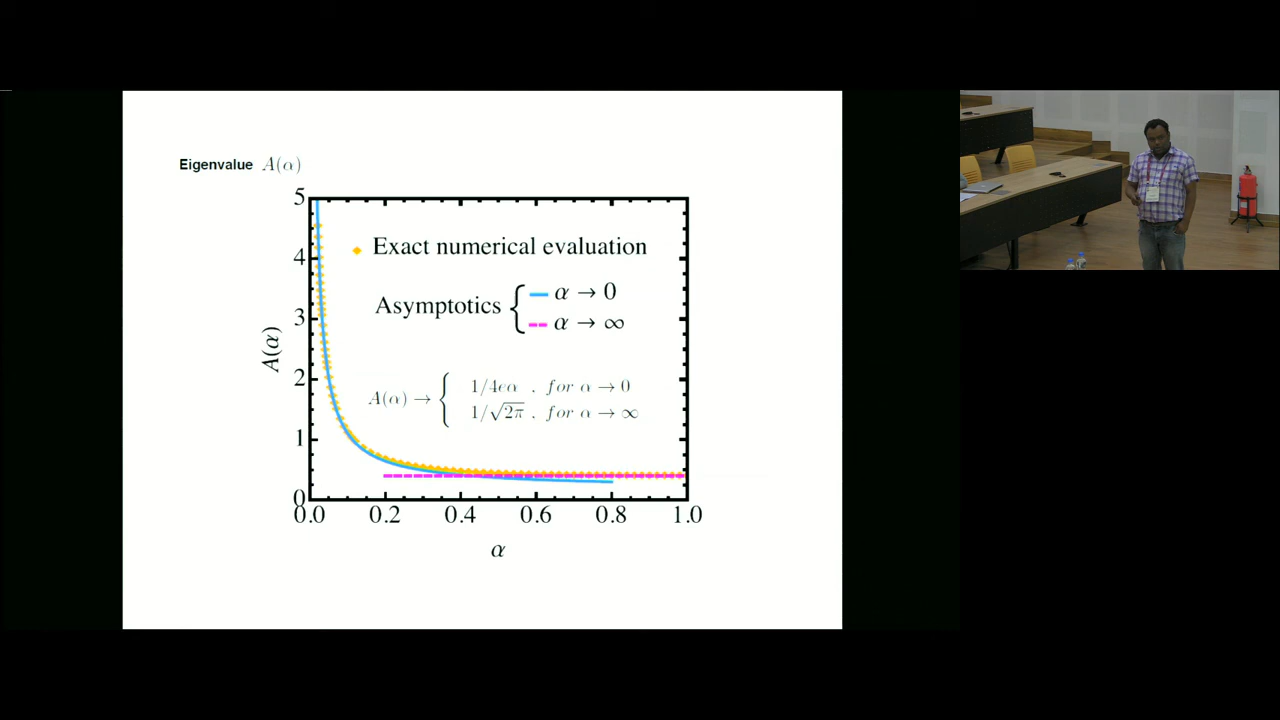 Eigenvalue A(α)
5
4
3
2
1
0
A(α)
Exact numerical evaluation
Asymptotics { α → 0
α → ∞
A(α) → { 1/4eα , for α → 0
1/√2π , for α → ∞
0.0 0.2 0.4 0.6 0.8 1.0
α